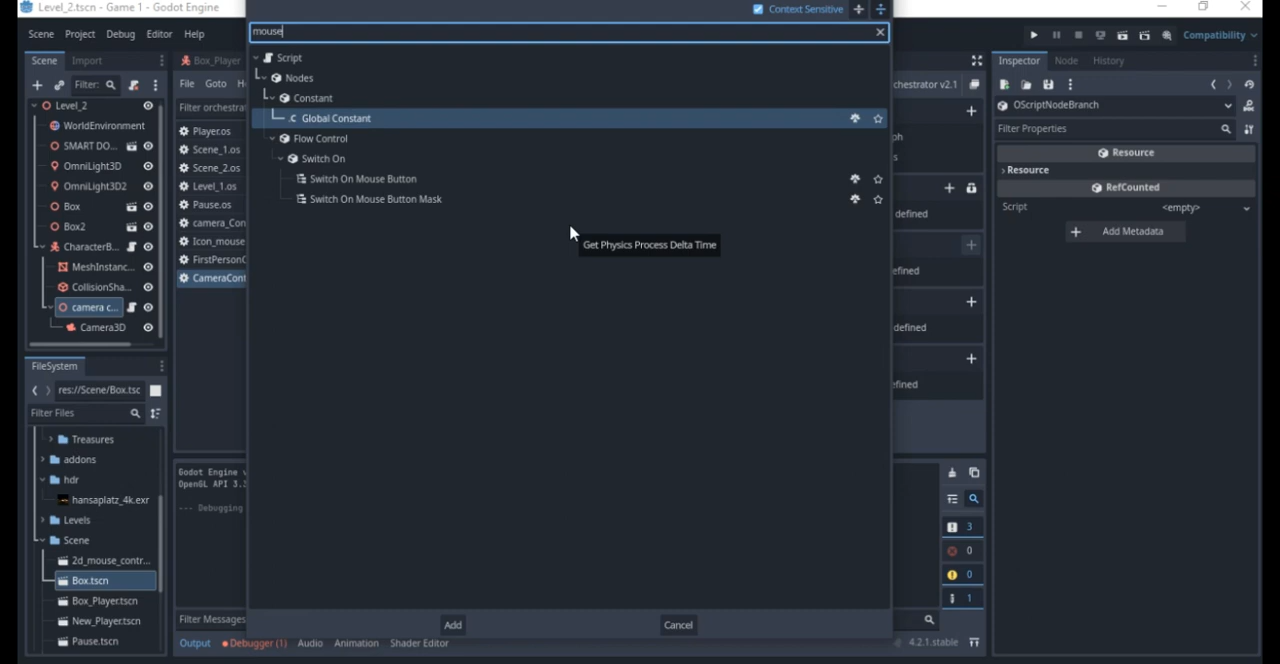 Level_2.tscn - Game 1 - Godot Engine
Scene Project Debug Editor Help
Compatibility
Scene Import
Filter:
Level_2
WorldEnvironment
SMART DO...
OmniLight3D
OmniLight3D2
Box
Box2
CharacterB...
MeshInstanc...
CollisionSha...
camera c...
Camera3D
FileSystem
res://Scene/Box.tsc
Filter Files
Treasures
addons
hdr
hansaplatz_4k.exr
Levels
Scene
2d_mouse_contr...
Box.tscn
Box_Player.tscn
New_Player.tscn
Pause.tscn
Box_Player
File Goto H
Filter orchestra
Player.os
Scene_1.os
Scene_2.os
Level_1.os
Pause.os
camera_Con
Icon_mouse
FirstPersonC
CameraCont
Godot Engine v
OpenGL API 3.3
--- Debugging
Filter Messages
Output Debugger (1) Audio Animation Shader Editor
4.2.1.stable
Context Sensitive
mouse
Script
Nodes
Constant
.C Global Constant
Flow Control
Switch On
Switch On Mouse Button
Switch On Mouse Button Mask
Get Physics Process Delta Time
Add Cancel
chestrator v2.1
ph
s
defined
efined
defined
efined
3
0
0
1
Inspector Node History
OScriptNodeBranch
Filter Properties
Resource
Resource
RefCounted
Script <empty>
Add Metadata